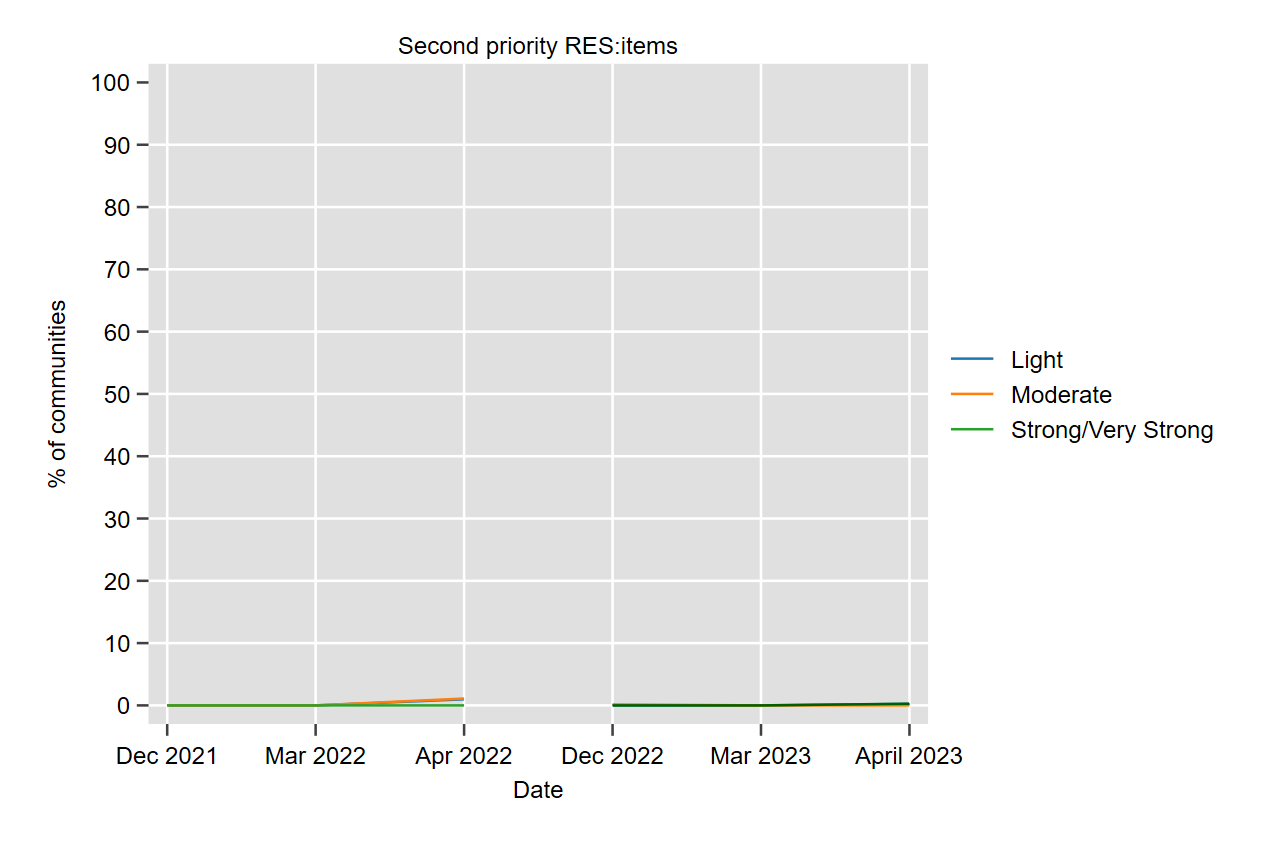 Second priority RES:items
100
90
80
70
60
50
40
30
20
10
0
% of communities
Dec 2021
Mar 2022
Apr 2022
Dec 2022
Mar 2023
April 2023
Date
Light
Moderate
Strong/Very Strong